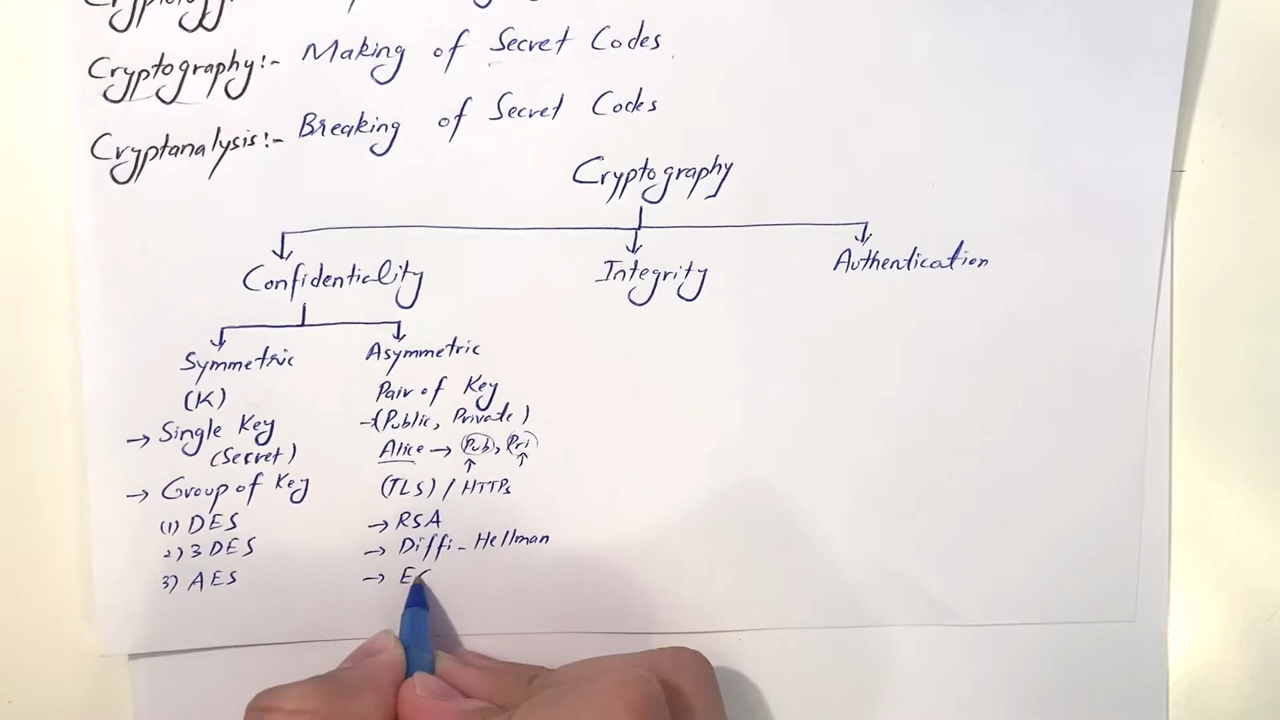 Cryptography:- Making of Secret Codes
Cryptanalysis:- Breaking of Secret Codes
Cryptography
Confidenticality
Integrity
Authentication
Symmetric
(K)
→ Single Key
(Secret)
→ Group of Key
(1) DES
2) 3 DES
3) AES
Asymmetric
Pair of Key
→(Public, Private)
Alice → Pub, Pri
(TLS) / HTTPs
→ RSA
→ Diffi-Hellman
→ EC